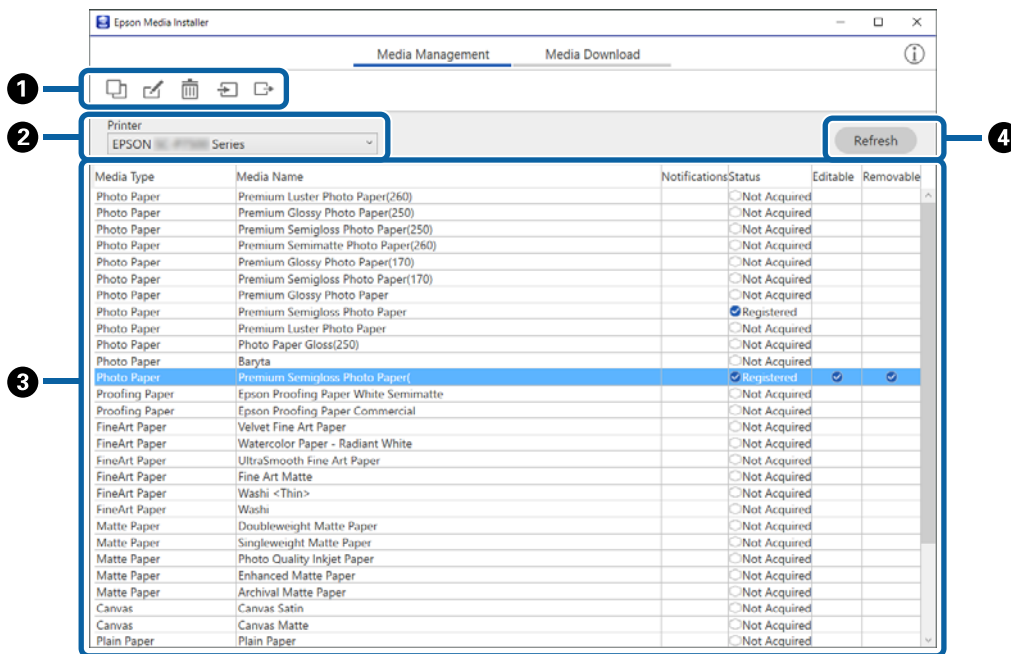 Epson Media Installer
Media Management Media Download
1
2
Printer
EPSON Series
Refresh
4
Media Type Media Name Notifications Status Editable Removable
Photo Paper Premium Luster Photo Paper(260) Not Acquired
Photo Paper Premium Glossy Photo Paper(250) Not Acquired
Photo Paper Premium Semigloss Photo Paper(250) Not Acquired
Photo Paper Premium Semimatte Photo Paper(260) Not Acquired
Photo Paper Premium Glossy Photo Paper(170) Not Acquired
Photo Paper Premium Semigloss Photo Paper(170) Not Acquired
Photo Paper Premium Glossy Photo Paper Not Acquired
Photo Paper Premium Semigloss Photo Paper Registered
Photo Paper Premium Luster Photo Paper Not Acquired
Photo Paper Photo Paper Gloss(250) Not Acquired
Photo Paper Baryta Not Acquired
3
Photo Paper Premium Semigloss Photo Paper( Registered
Proofing Paper Epson Proofing Paper White Semimatte Not Acquired
Proofing Paper Epson Proofing Paper Commercial Not Acquired
FineArt Paper Velvet Fine Art Paper Not Acquired
FineArt Paper Watercolor Paper - Radiant White Not Acquired
FineArt Paper UltraSmooth Fine Art Paper Not Acquired
FineArt Paper Fine Art Matte Not Acquired
FineArt Paper Washi <Thin> Not Acquired
FineArt Paper Washi Not Acquired
Matte Paper Doubleweight Matte Paper Not Acquired
Matte Paper Singleweight Matte Paper Not Acquired
Matte Paper Photo Quality Inkjet Paper Not Acquired
Matte Paper Enhanced Matte Paper Not Acquired
Matte Paper Archival Matte Paper Not Acquired
Canvas Canvas Satin Not Acquired
Canvas Canvas Matte Not Acquired
Plain Paper Plain Paper Not Acquired